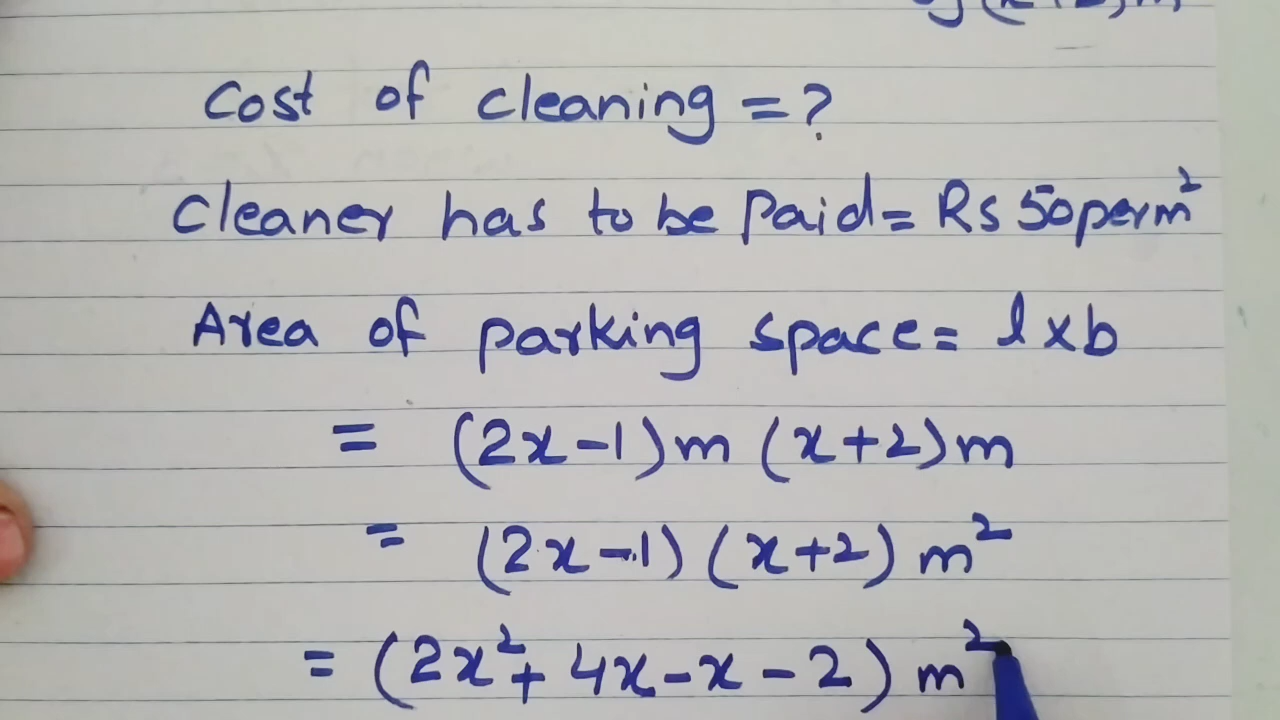 Cost of cleaning = ?
Cleaner has to be Paid = Rs 50 per m²
Area of parking space = l x b
= (2x-1)m (x+2)m
= (2x-1) (x+2) m²
= (2x² + 4x - x - 2) m²